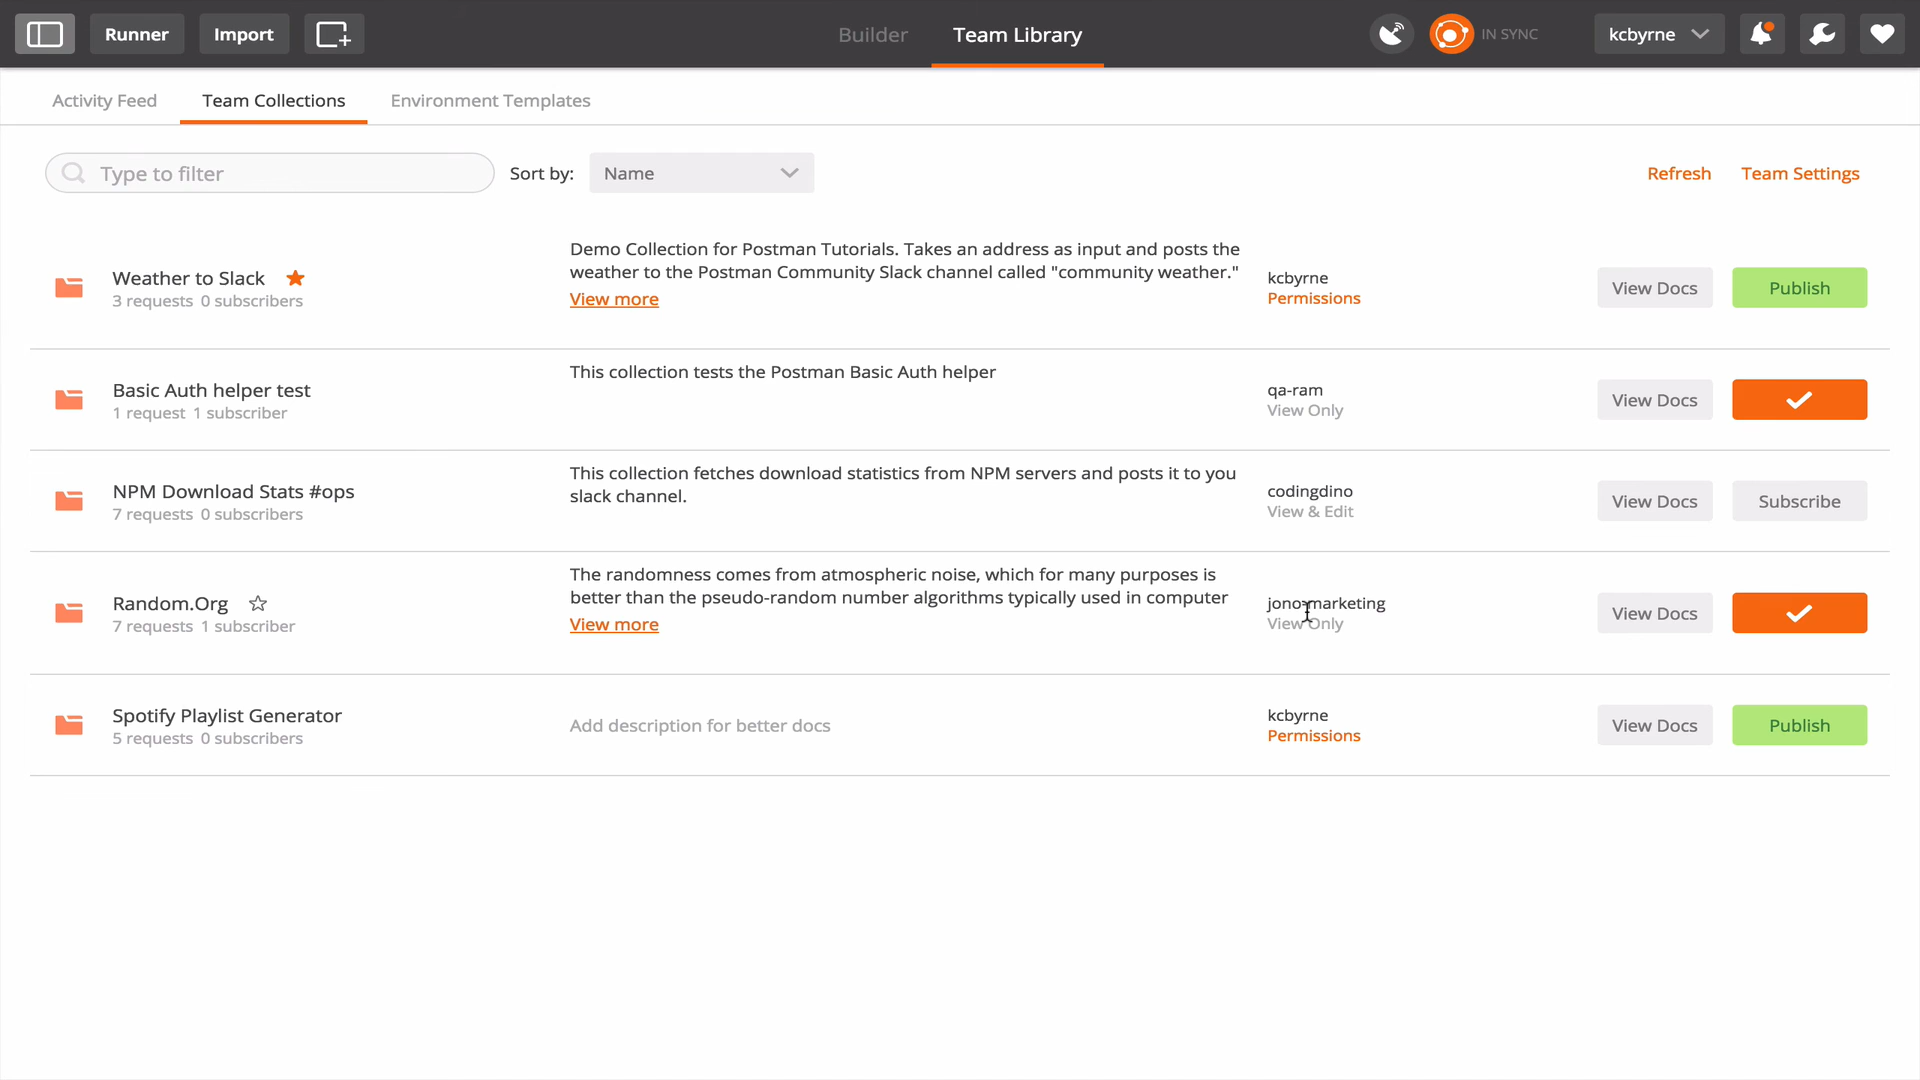 Runner
Import
Builder
Team Library
IN SYNC
kcbyrne
Activity Feed
Team Collections
Environment Templates
Type to filter
Sort by:
Name
Refresh
Team Settings
Weather to Slack
3 requests 0 subscribers
Demo Collection for Postman Tutorials. Takes an address as input and posts the
weather to the Postman Community Slack channel called "community weather."
View more
kcbyrne
Permissions
View Docs
Publish
Basic Auth helper test
1 request 1 subscriber
This collection tests the Postman Basic Auth helper
qa-ram
View Only
View Docs
NPM Download Stats #ops
7 requests 0 subscribers
This collection fetches download statistics from NPM servers and posts it to you
slack channel.
codingdino
View & Edit
View Docs
Subscribe
Random.Org
7 requests 1 subscriber
The randomness comes from atmospheric noise, which for many purposes is
better than the pseudo-random number algorithms typically used in computer
View more
jono-marketing
View Only
View Docs
Spotify Playlist Generator
5 requests 0 subscribers
Add description for better docs
kcbyrne
Permissions
View Docs
Publish